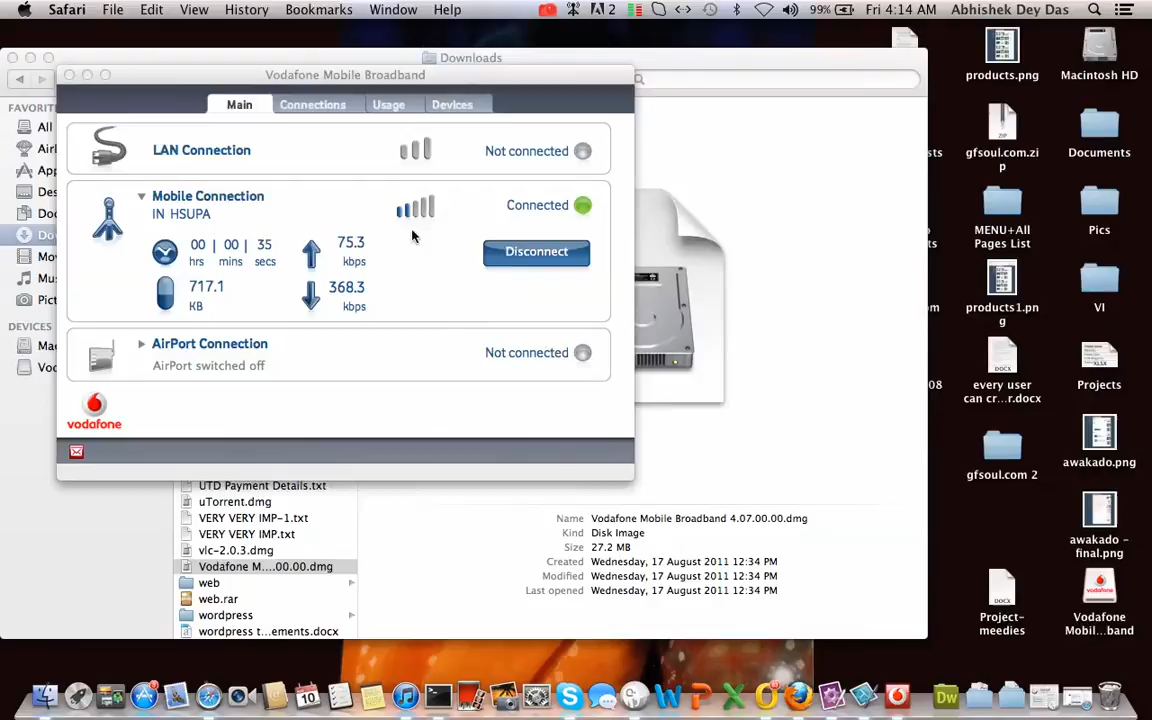 Safari File Edit View History Bookmarks Window Help 2 99% Fri 4:14 AM Abhishek Dey Das
Downloads
Vodafone Mobile Broadband
Main Connections Usage Devices
LAN Connection
Not connected
Mobile Connection
IN HSUPA
Connected
00 | 00 | 35
hrs mins secs
75.3
kbps
Disconnect
717.1
KB
368.3
kbps
AirPort Connection
AirPort switched off
Not connected
vodafone
FAVORIT
All
DEVICES
UTD Payment Details.txt
uTorrent.dmg
VERY VERY IMP-1.txt
VERY VERY IMP.txt
vlc-2.0.3.dmg
Vodafone M....00.00.dmg
web
web.rar
wordpress
wordpress t...ements.docx
Name Vodafone Mobile Broadband 4.07.00.00.dmg
Kind Disk Image
Size 27.2 MB
Created Wednesday, 17 August 2011 12:34 PM
Modified Wednesday, 17 August 2011 12:34 PM
Last opened Wednesday, 17 August 2011 12:34 PM
products.png
Macintosh HD
gfsoul.com.zi
p
Documents
MENU+All
Pages List
Pics
products1.pn
g
VI
every user
can cr...r.docx
Projects
gfsoul.com 2
awakado.png
awakado -
final.png
Project-
meedies
Vodafone
Mobil...band